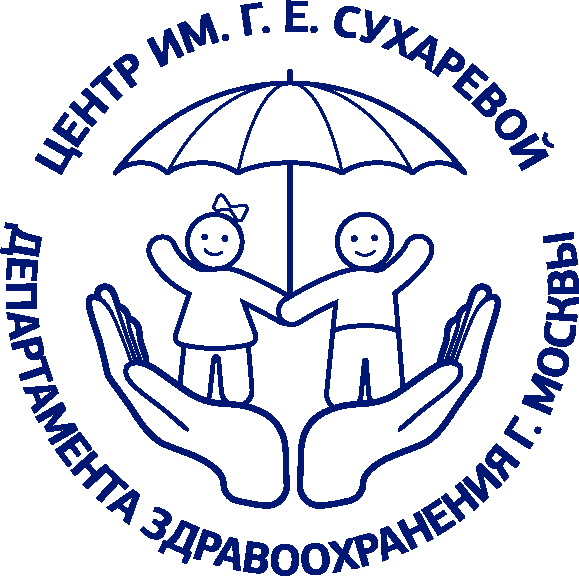 ЦЕНТР ИМ. Г. Е. СУХАРЕВОЙ
ДЕПАРТАМЕНТА ЗДРАВООХРАНЕНИЯ Г. МОСКВЫ